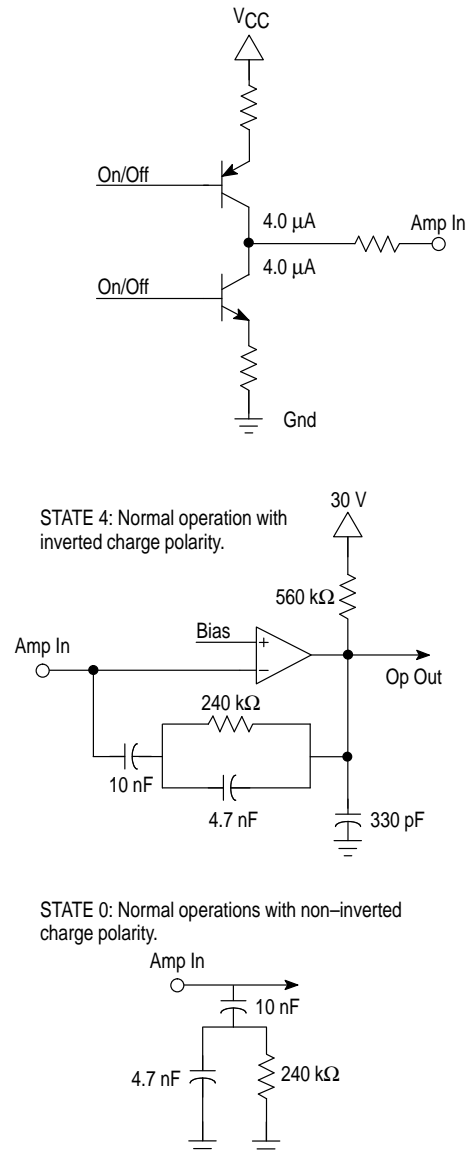 VCC
On/Off
4.0 µA
Amp In
4.0 µA
On/Off
Gnd
STATE 4: Normal operation with
inverted charge polarity.
30 V
560 kΩ
Bias
+
Amp In
−
Op Out
240 kΩ
10 nF
4.7 nF
330 pF
STATE 0: Normal operations with non–inverted
charge polarity.
Amp In
10 nF
4.7 nF
240 kΩ